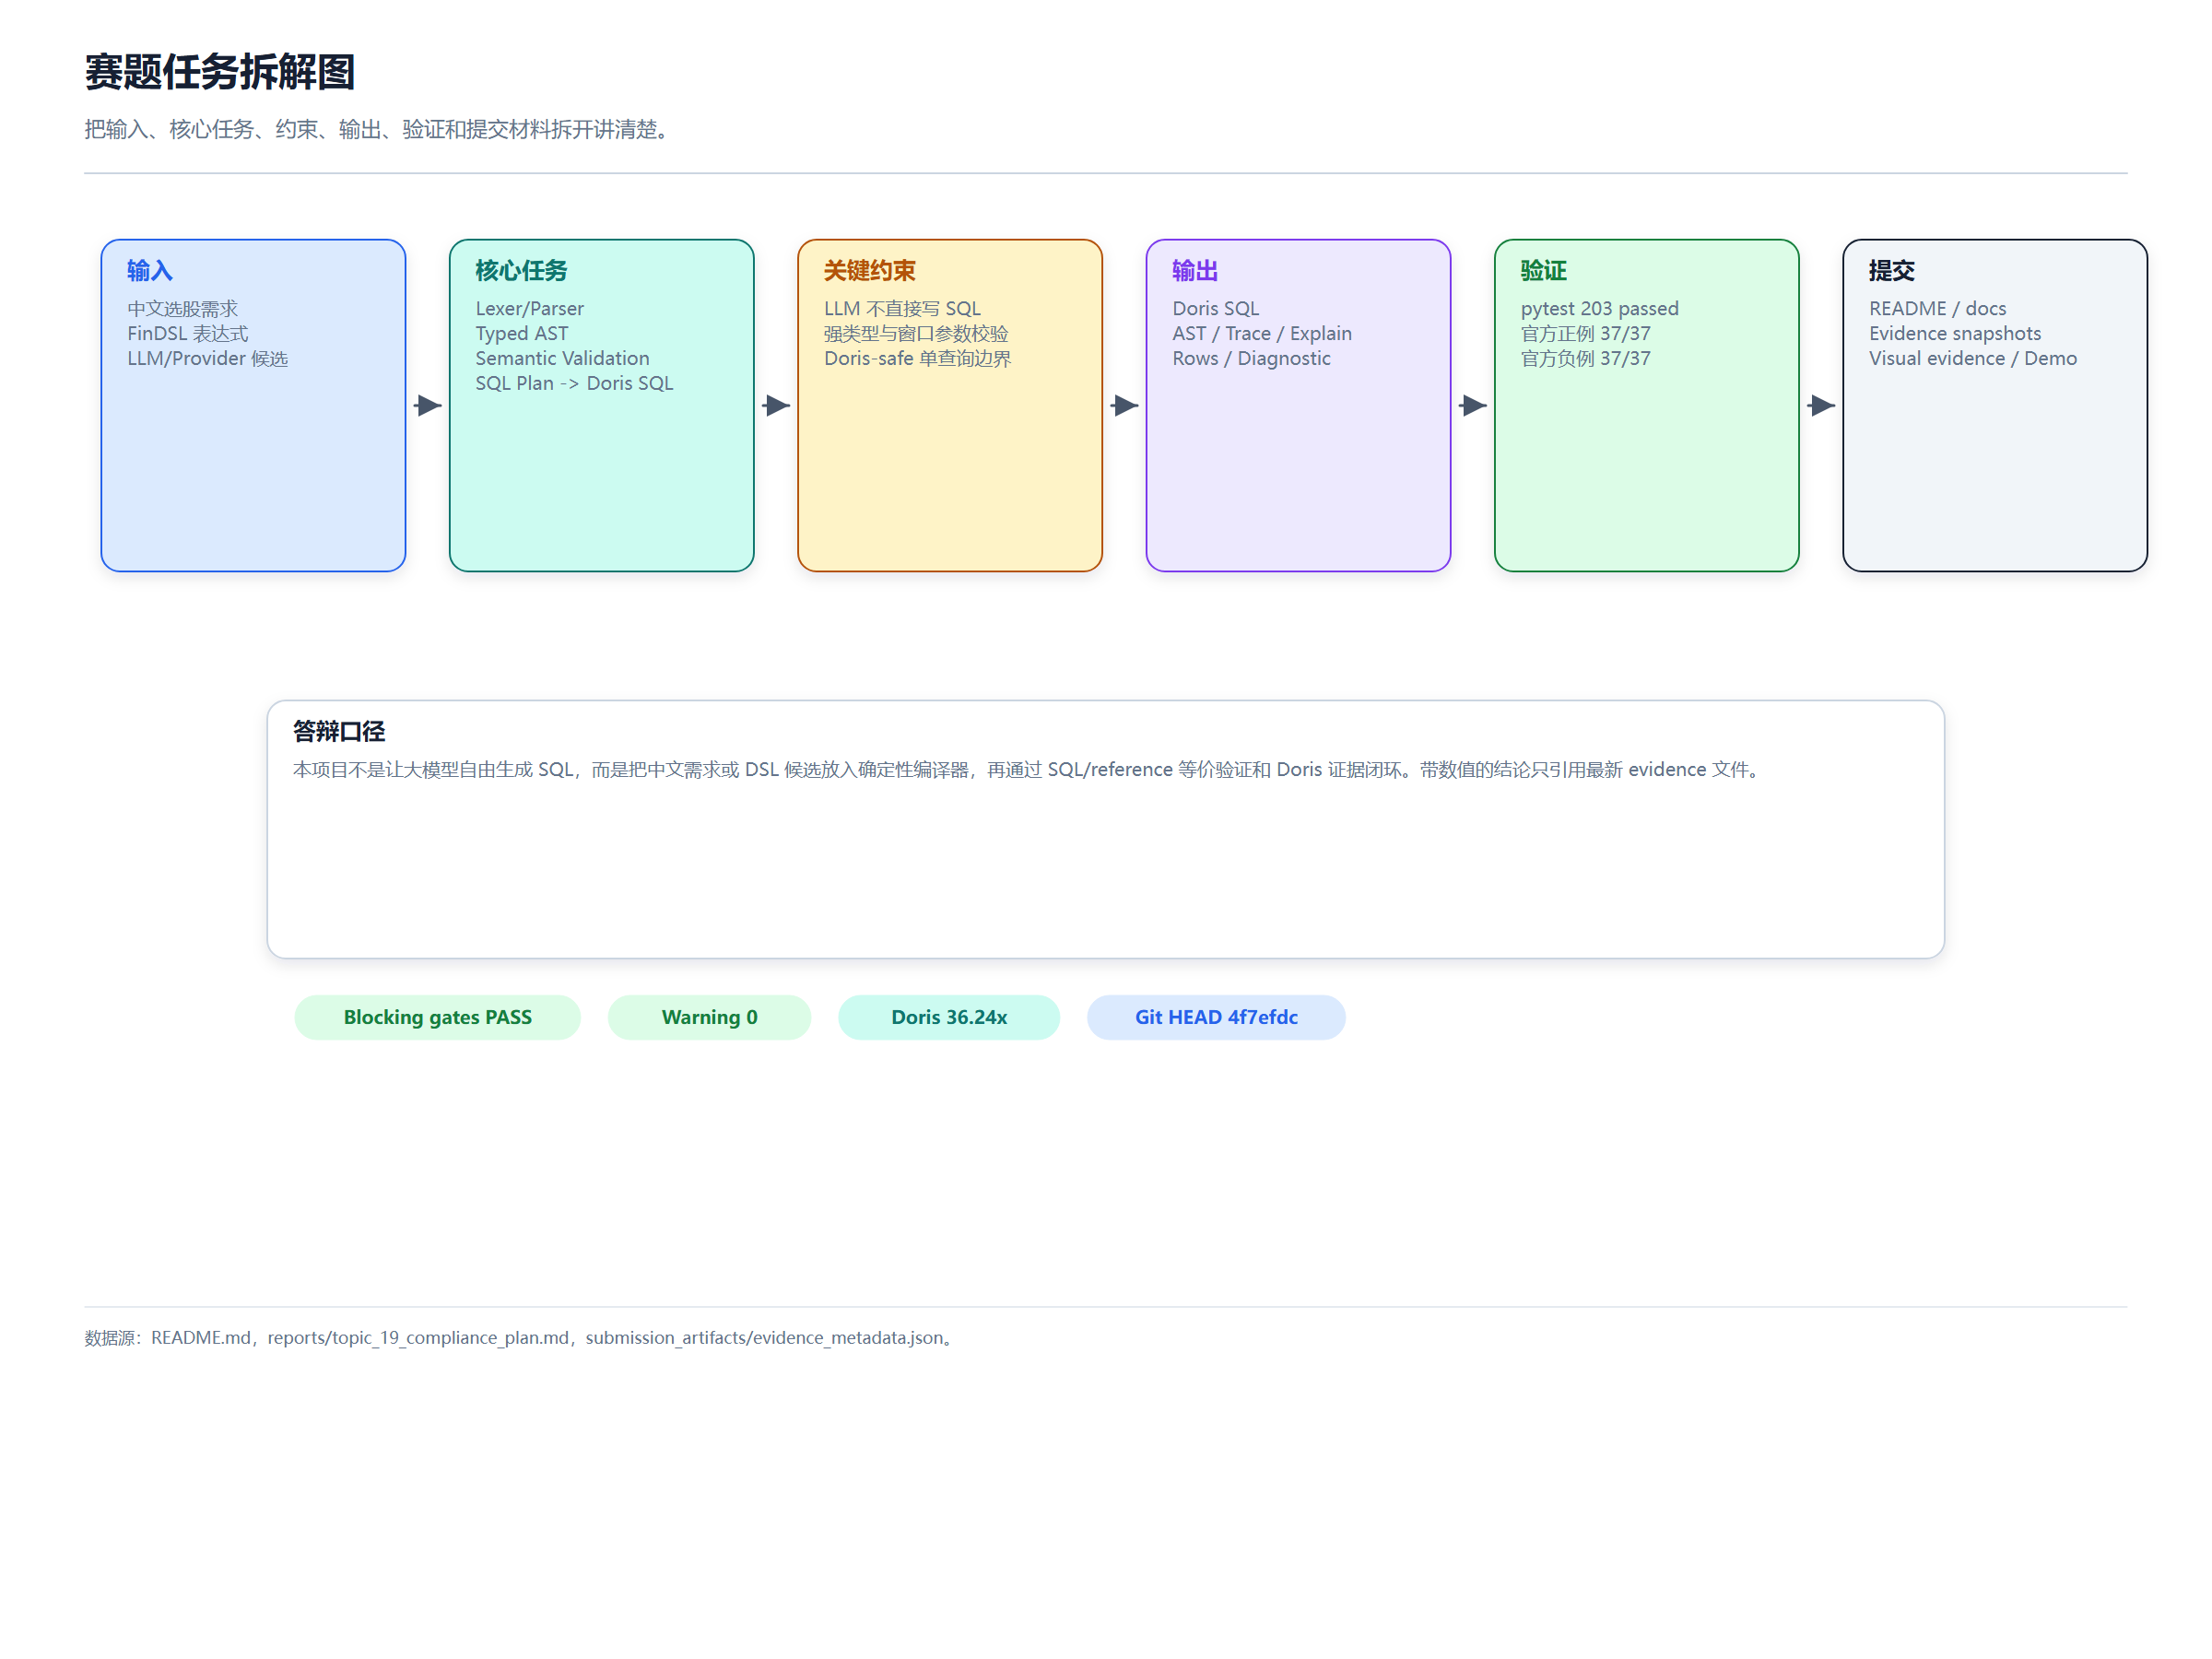 赛题任务拆解图
把输入、核心任务、约束、输出、验证和提交材料拆开讲清楚。
输入
中文选股需求
FinDSL 表达式
LLM/Provider 候选
核心任务
Lexer/Parser
Typed AST
Semantic Validation
SQL Plan -> Doris SQL
关键约束
LLM 不直接写 SQL
强类型与窗口参数校验
Doris-safe 单查询边界
输出
Doris SQL
AST / Trace / Explain
Rows / Diagnostic
验证
pytest 203 passed
官方正例 37/37
官方负例 37/37
提交
README / docs
Evidence snapshots
Visual evidence / Demo
答辩口径
本项目不是让大模型自由生成 SQL，而是把中文需求或 DSL 候选放入确定性编译器，再通过 SQL/reference 等价验证和 Doris 证据闭环。带数值的结论只引用最新 evidence 文件。
Blocking gates PASS
Warning 0
Doris 36.24x
Git HEAD 4f7efdc
数据源：README.md，reports/topic_19_compliance_plan.md，submission_artifacts/evidence_metadata.json。